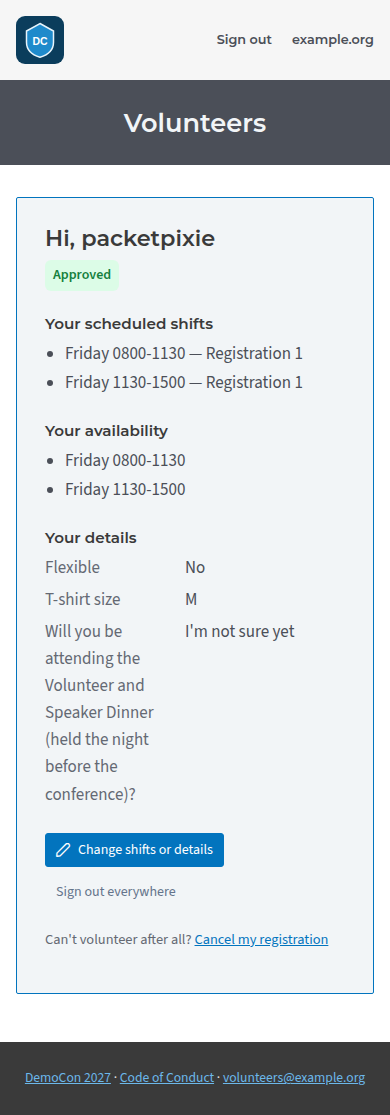 DC
Sign out
example.org
Volunteers
Hi, packetpixie
Approved
Your scheduled shifts
Friday 0800-1130 — Registration 1
Friday 1130-1500 — Registration 1
Your availability
Friday 0800-1130
Friday 1130-1500
Your details
Flexible No
T-shirt size M
Will you be I'm not sure yet
attending the
Volunteer and
Speaker Dinner
(held the night
before the
conference)?
Change shifts or details
Sign out everywhere
Can't volunteer after all? Cancel my registration
DemoCon 2027 · Code of Conduct · volunteers@example.org